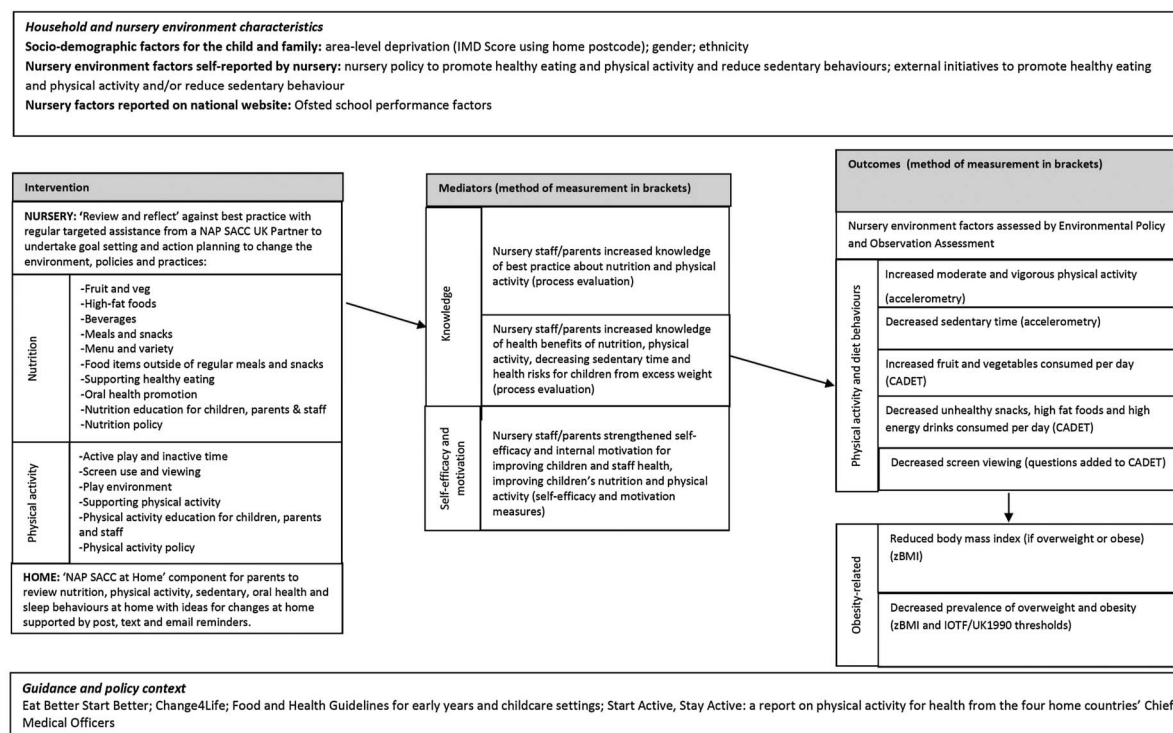 Household and nursery environment characteristics
Socio-demographic factors for the child and family: area-level deprivation (IMD Score using home postcode); gender; ethnicity
Nursery environment factors self-reported by nursery: nursery policy to promote healthy eating and physical activity and reduce sedentary behaviours; external initiatives to promote healthy eating
and physical activity and/or reduce sedentary behaviour
Nursery factors reported on national website: Ofsted school performance factors
Intervention
NURSERY: 'Review and reflect' against best practice with
regular targeted assistance from a NAP SACC UK Partner to
undertake goal setting and action planning to change the
environment, policies and practices:
Nutrition
-Fruit and veg
-High-fat foods
-Beverages
-Meals and snacks
-Menu and variety
-Food items outside of regular meals and snacks
-Supporting healthy eating
-Oral health promotion
-Nutrition education for children, parents & staff
-Nutrition policy
Physical activity
-Active play and inactive time
-Screen use and viewing
-Play environment
-Supporting physical activity
-Physical activity education for children, parents
and staff
-Physical activity policy
HOME: 'NAP SACC at Home' component for parents to
review nutrition, physical activity, sedentary, oral health and
sleep behaviours at home with ideas for changes at home
supported by post, text and email reminders.
Mediators (method of measurement in brackets)
Knowledge
Nursery staff/parents increased knowledge
of best practice about nutrition and physical
activity (process evaluation)
Nursery staff/parents increased knowledge
of health benefits of nutrition, physical
activity, decreasing sedentary time and
health risks for children from excess weight
(process evaluation)
Self-efficacy and
motivation
Nursery staff/parents strengthened self-
efficacy and internal motivation for
improving children and staff health,
improving children's nutrition and physical
activity (self-efficacy and motivation
measures)
Outcomes (method of measurement in brackets)
Nursery environment factors assessed by Environmental Policy
and Observation Assessment
Physical activity and diet behaviours
Increased moderate and vigorous physical activity
(accelerometry)
Decreased sedentary time (accelerometry)
Increased fruit and vegetables consumed per day
(CADET)
Decreased unhealthy snacks, high fat foods and high
energy drinks consumed per day (CADET)
Decreased screen viewing (questions added to CADET)
Obesity-related
Reduced body mass index (if overweight or obese)
(zBMI)
Decreased prevalence of overweight and obesity
(zBMI and IOTF/UK1990 thresholds)
Guidance and policy context
Eat Better Start Better; Change4Life; Food and Health Guidelines for early years and childcare settings; Start Active, Stay Active: a report on physical activity for health from the four home countries' Chief
Medical Officers